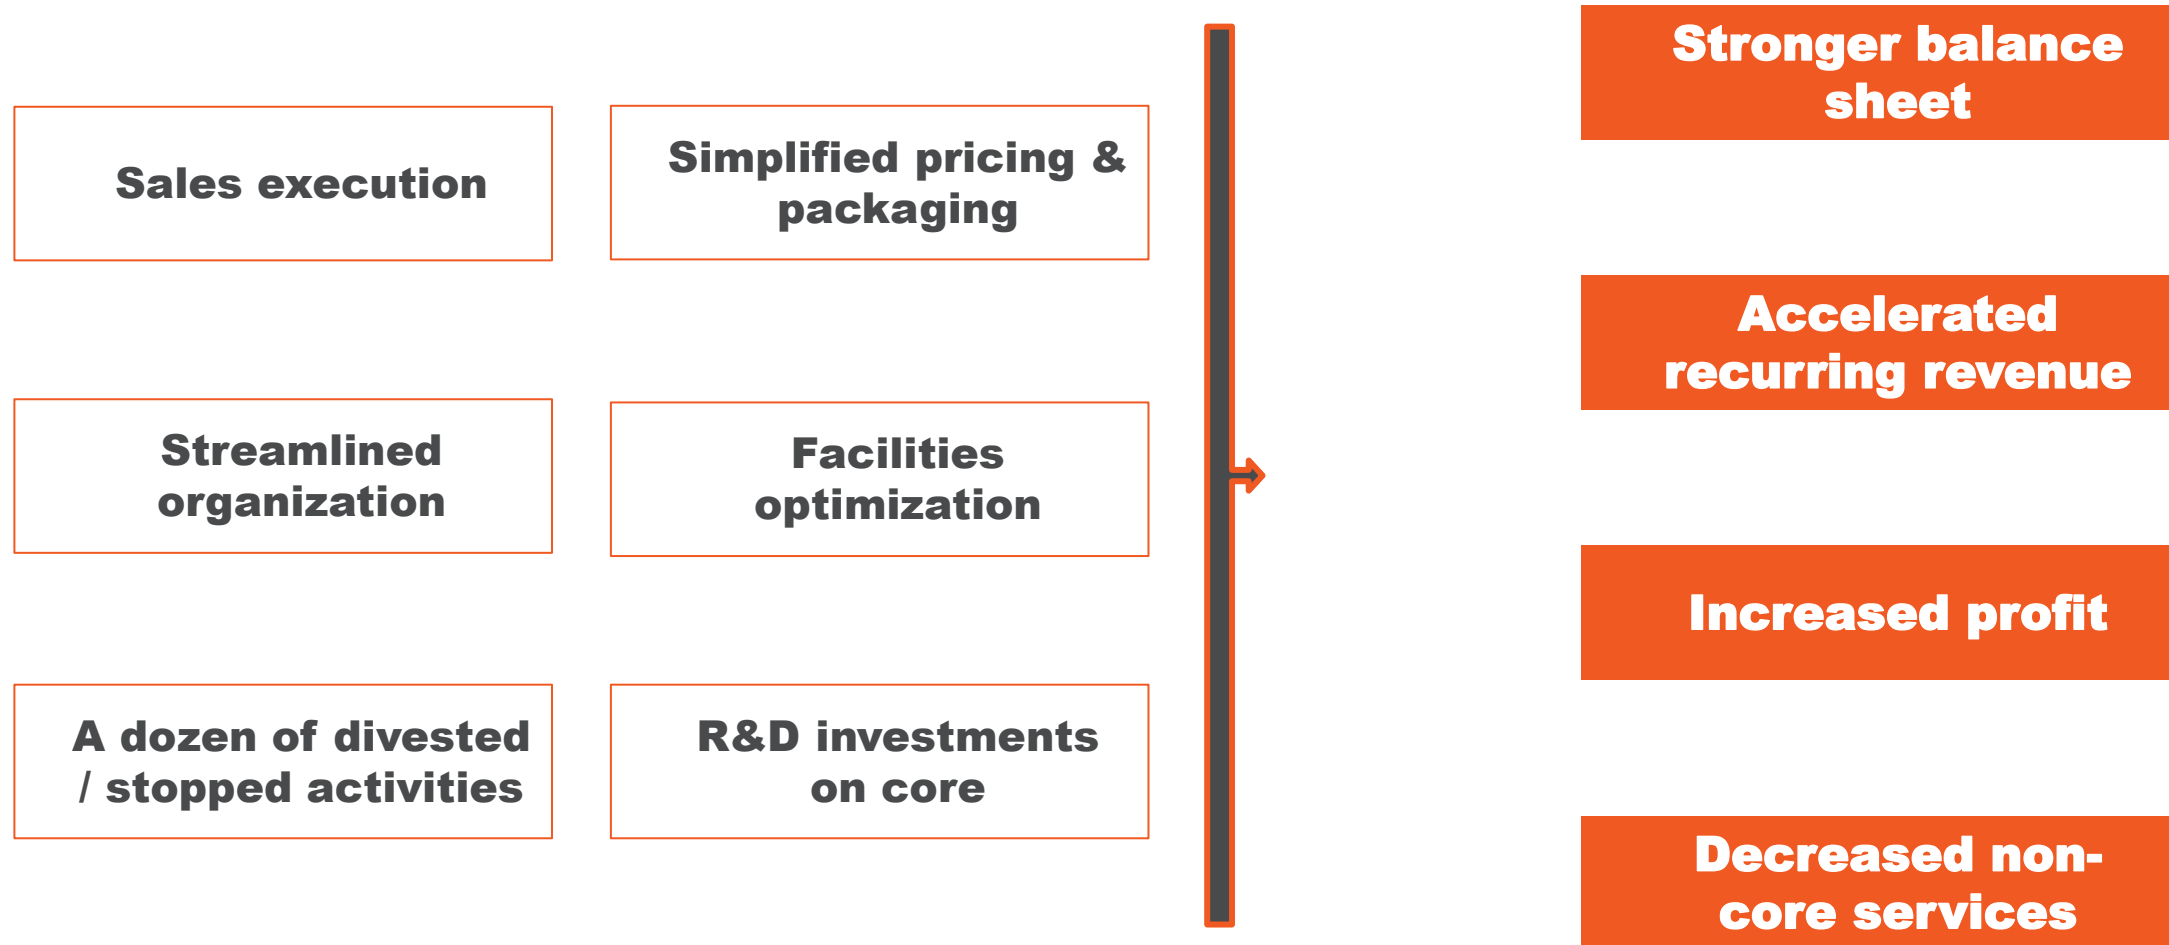 Sales execution
Simplified pricing &
packaging
Streamlined
organization
Facilities
optimization
A dozen of divested
/ stopped activities
R&D investments
on core
Stronger balance
sheet
Accelerated
recurring revenue
Increased profit
Decreased non-
core services